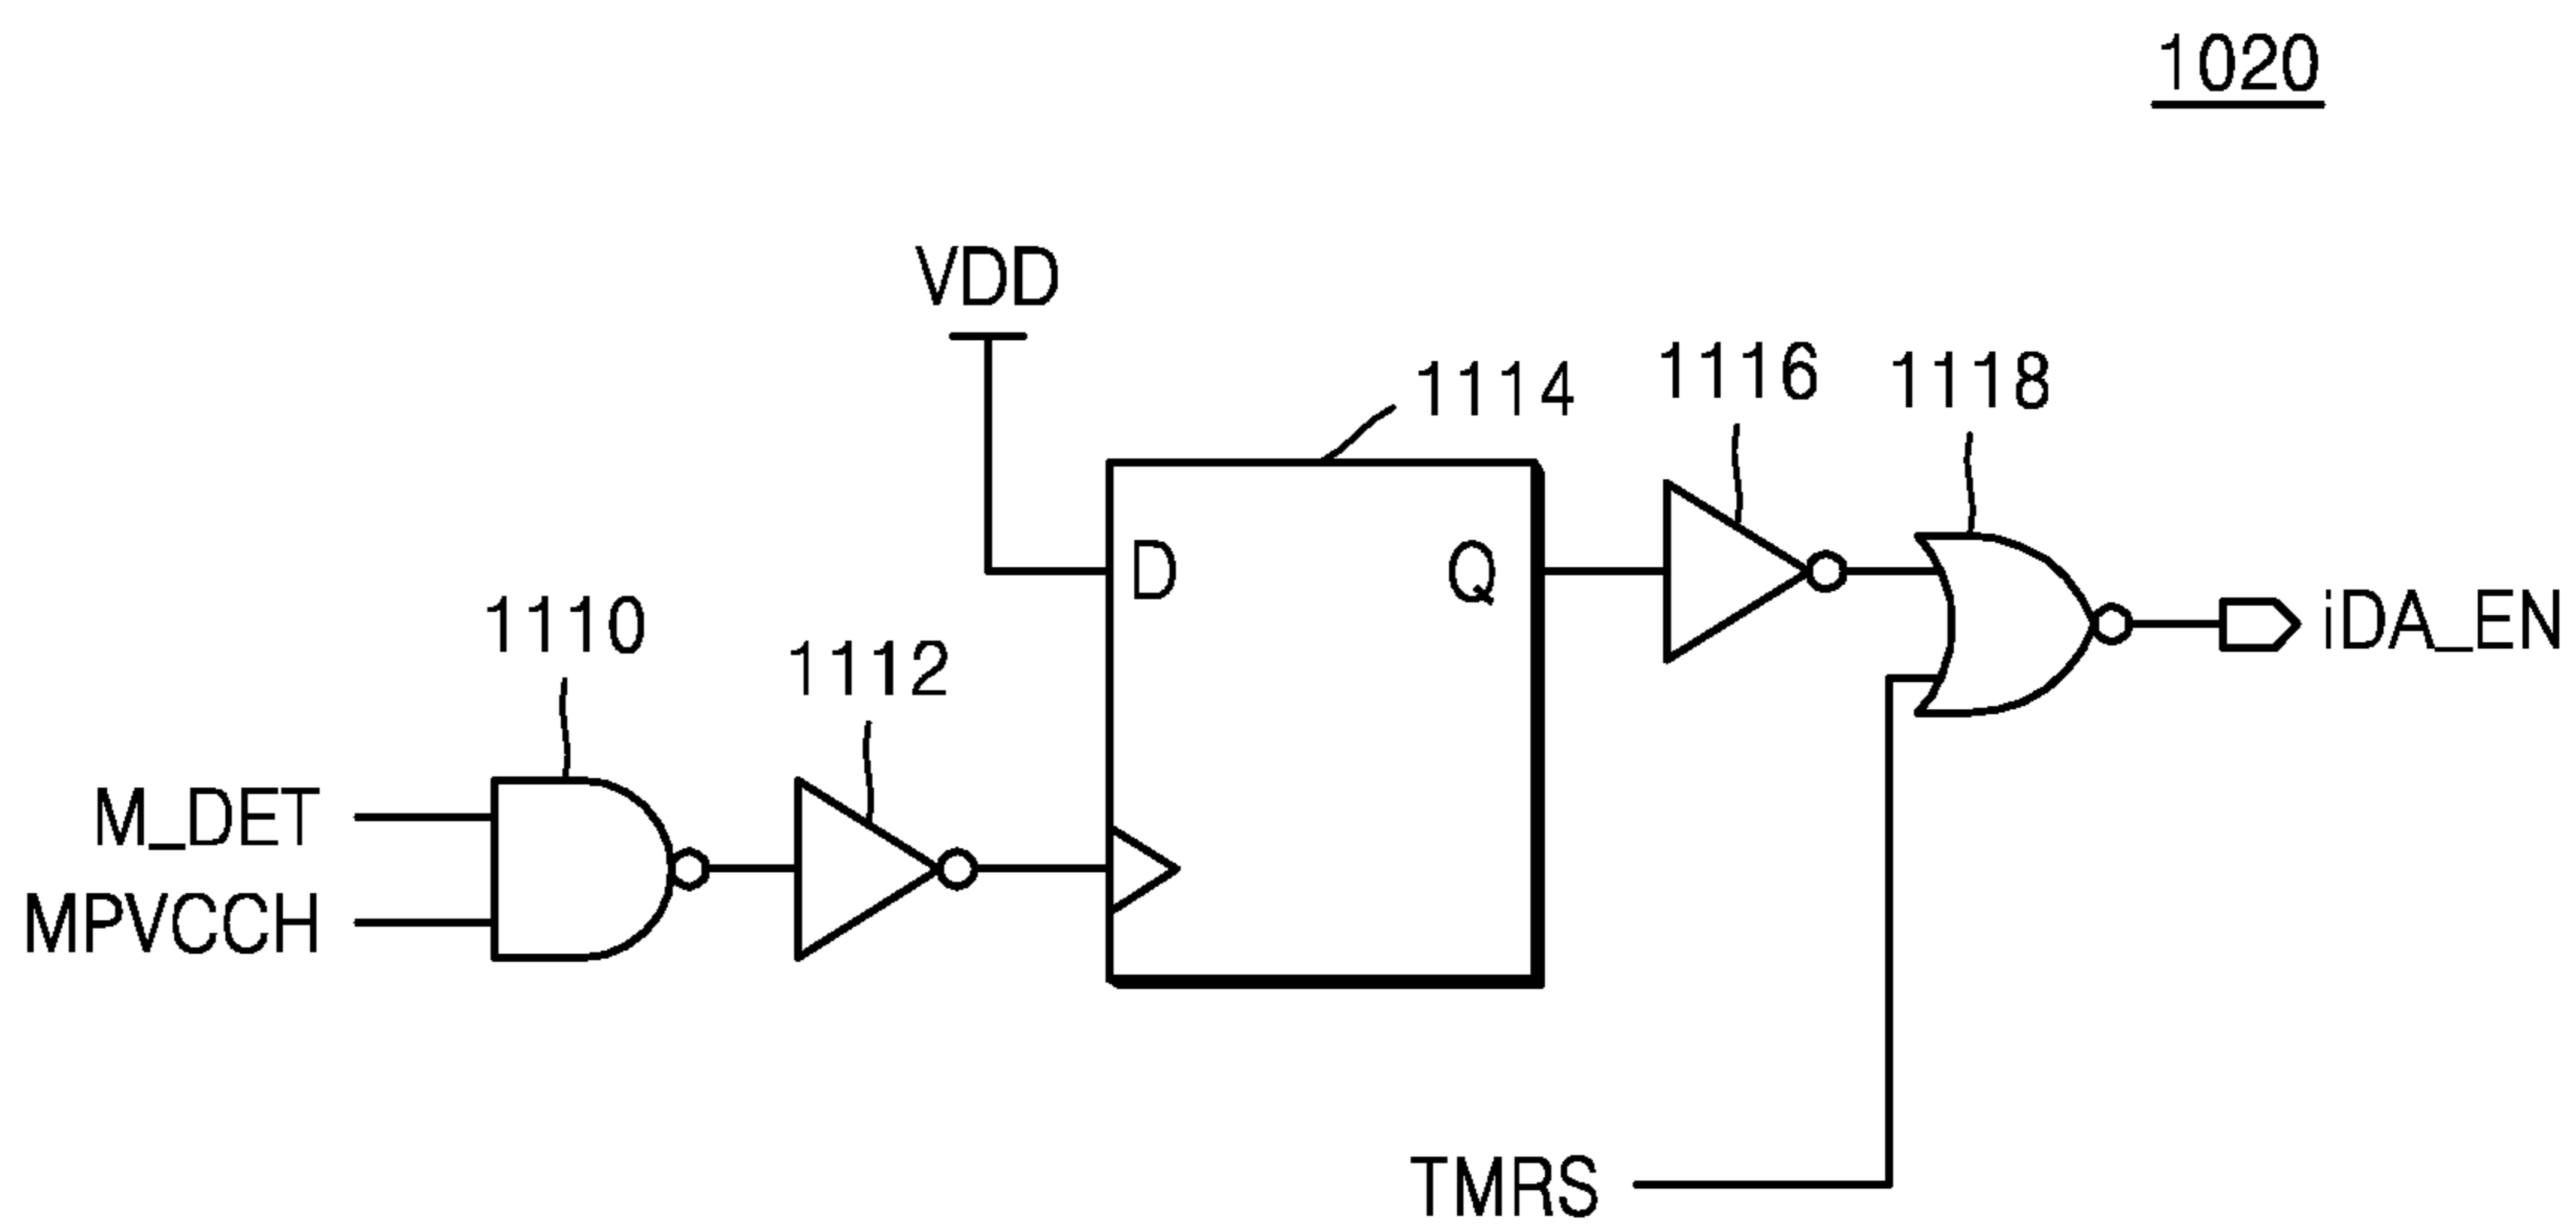 1020
VDD
1114
1116
1118
D
Q
1110
1112
iDA_EN
M_DET
MPVCCH
TMRS